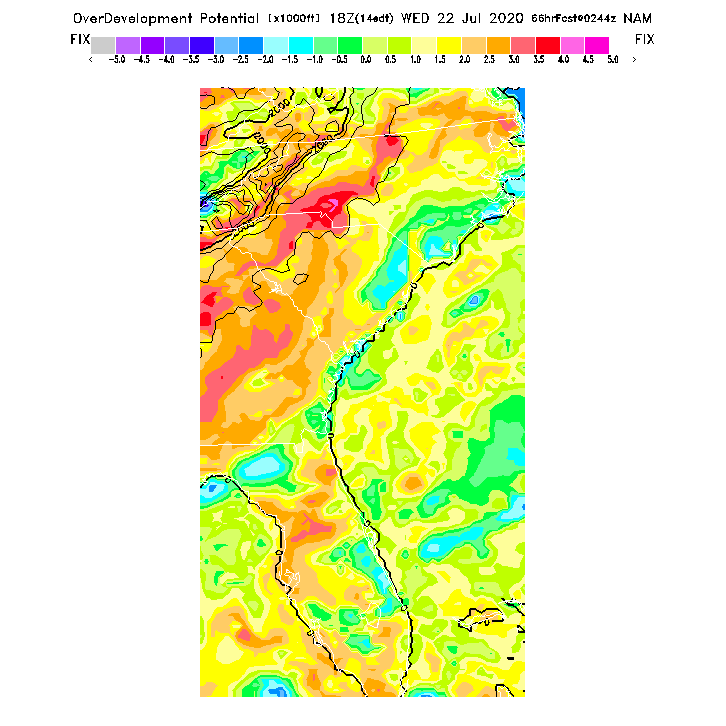 OverDevelopment Potential [x1000ft] 18Z(14edt) WED 22 Jul 2020 66hrFcst@0244z NAM
FIX FIX
< -5.0 -4.5 -4.0 -3.5 -3.0 -2.5 -2.0 -1.5 -1.0 -0.5 0.0 0.5 1.0 1.5 2.0 2.5 3.0 3.5 4.0 4.5 5.0 >
2000
2000